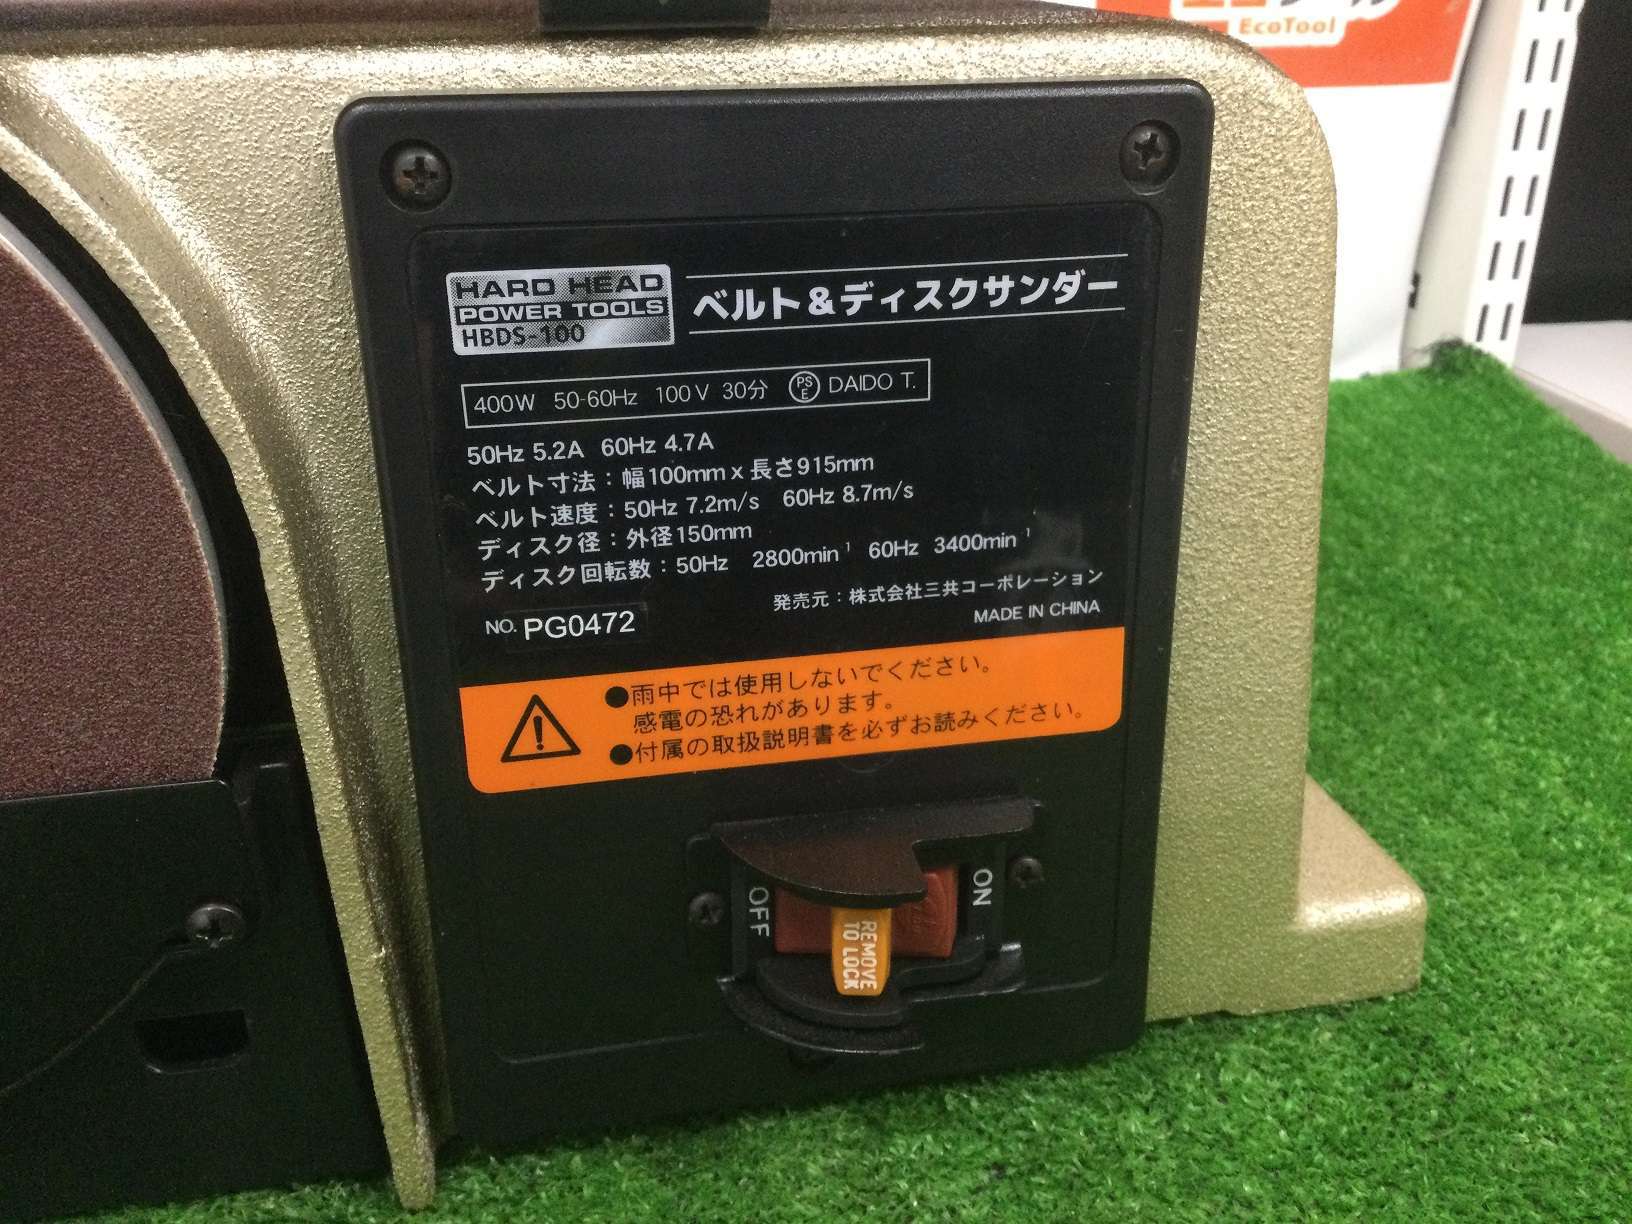 EcoTool
HARD HEAD
POWER TOOLS
HBDS-100
ベルト&ディスクサンダー
400W 50-60Hz 100V 30分 PSE DAIDO T.
50Hz 5.2A 60Hz 4.7A
ベルト寸法：幅100mm x 長さ915mm
ベルト速度：50Hz 7.2m/s 60Hz 8.7m/s
ディスク径：外径150mm
ディスク回転数：50Hz 2800min⁻¹ 60Hz 3400min⁻¹
発売元：株式会社三共コーポレーション
NO. PG0472
MADE IN CHINA
●雨中では使用しないでください。
感電の恐れがあります。
●付属の取扱説明書を必ずお読みください。
OFF
ON
REMOVE
TO LOCK